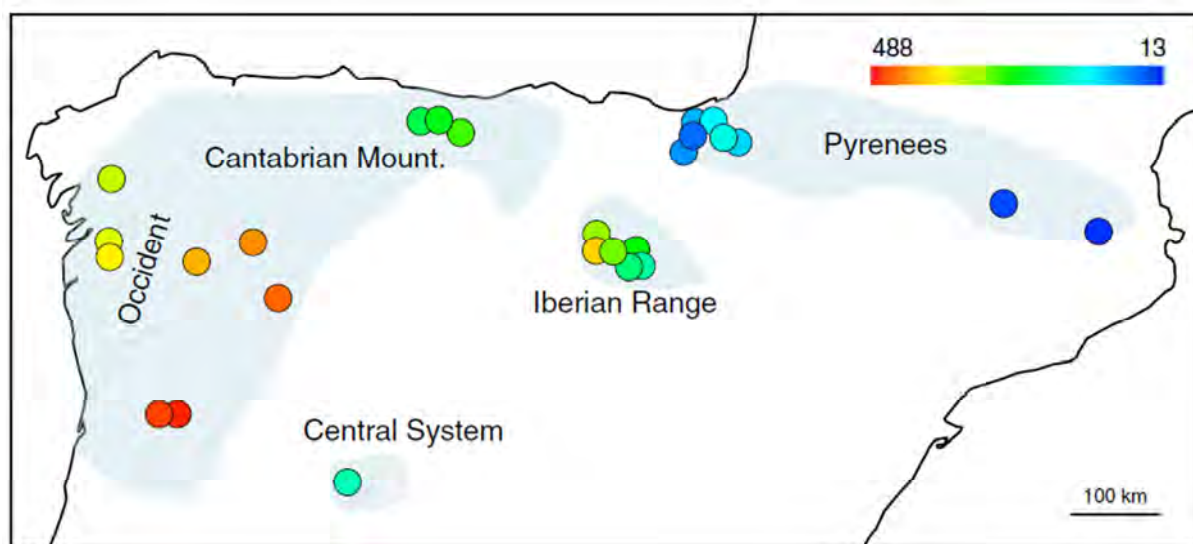 488 13
Cantabrian Mount.
Pyrenees
Occident
Iberian Range
Central System
100 km